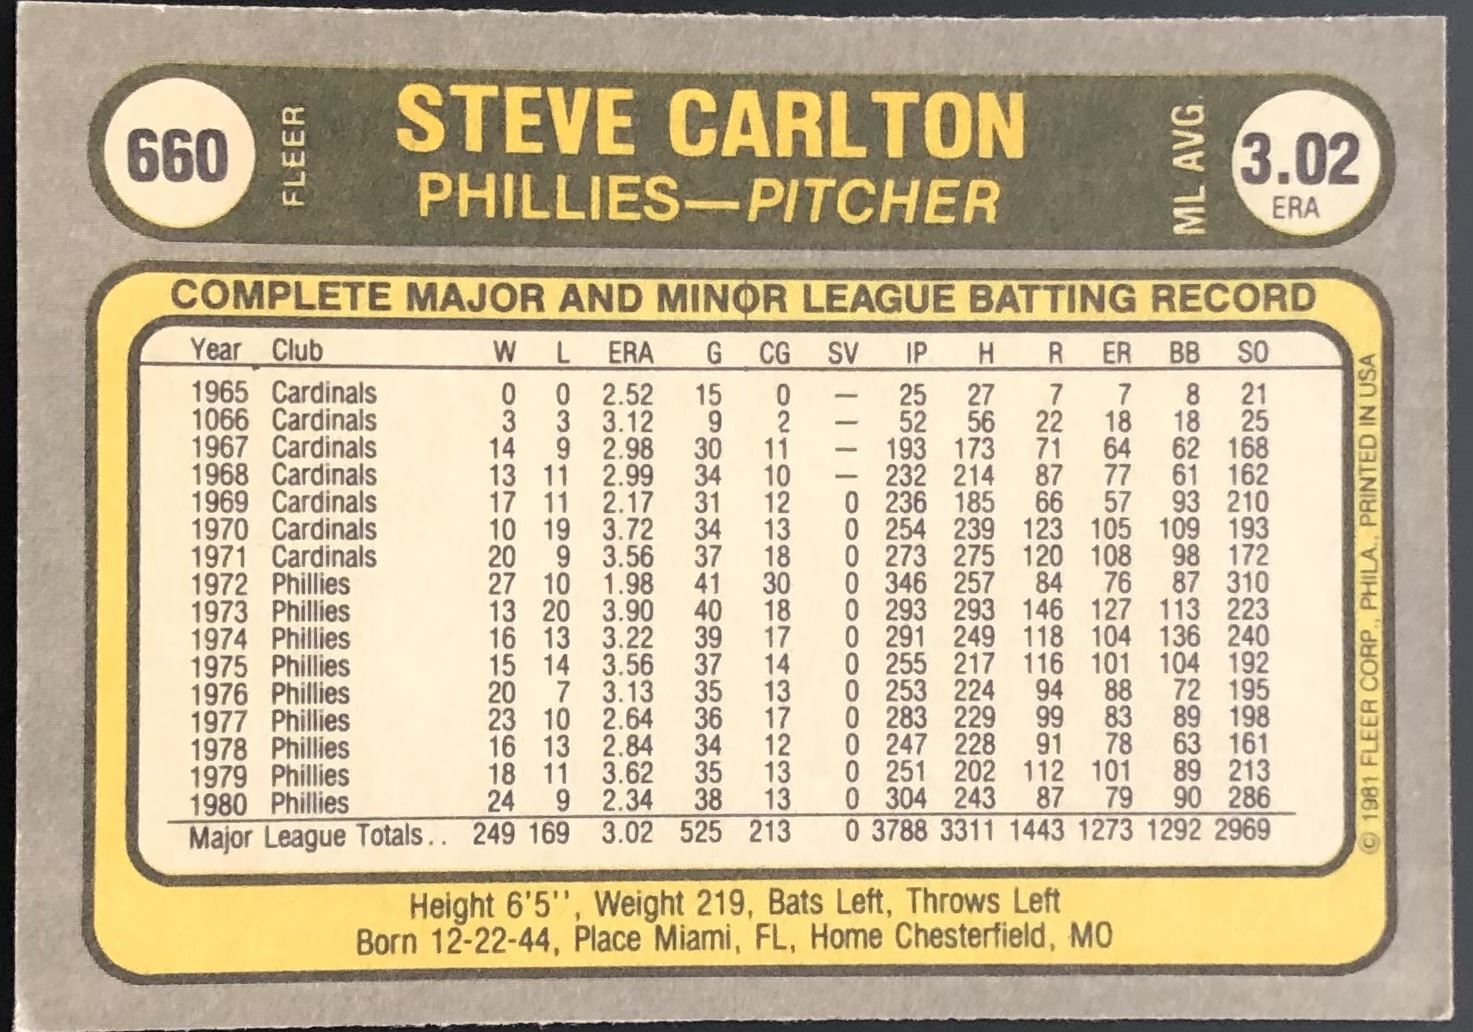 660 FLEER STEVE CARLTON ML AVG. 3.02
PHILLIES—PITCHER ERA
COMPLETE MAJOR AND MINOR LEAGUE BATTING RECORD
Year Club W L ERA G CG SV IP H R ER BB SO
1965 Cardinals 0 0 2.52 15 0 — 25 27 7 7 8 21
1066 Cardinals 3 3 3.12 9 2 — 52 56 22 18 18 25
1967 Cardinals 14 9 2.98 30 11 — 193 173 71 64 62 168
1968 Cardinals 13 11 2.99 34 10 — 232 214 87 77 61 162
1969 Cardinals 17 11 2.17 31 12 0 236 185 66 57 93 210
1970 Cardinals 10 19 3.72 34 13 0 254 239 123 105 109 193
1971 Cardinals 20 9 3.56 37 18 0 273 275 120 108 98 172
1972 Phillies 27 10 1.98 41 30 0 346 257 84 76 87 310
1973 Phillies 13 20 3.90 40 18 0 293 293 146 127 113 223
1974 Phillies 16 13 3.22 39 17 0 291 249 118 104 136 240
1975 Phillies 15 14 3.56 37 14 0 255 217 116 101 104 192
1976 Phillies 20 7 3.13 35 13 0 253 224 94 88 72 195
1977 Phillies 23 10 2.64 36 17 0 283 229 99 83 89 198
1978 Phillies 16 13 2.84 34 12 0 247 228 91 78 63 161
1979 Phillies 18 11 3.62 35 13 0 251 202 112 101 89 213
1980 Phillies 24 9 2.34 38 13 0 304 243 87 79 90 286
Major League Totals.. 249 169 3.02 525 213 0 3788 3311 1443 1273 1292 2969
Height 6'5'', Weight 219, Bats Left, Throws Left
Born 12-22-44, Place Miami, FL, Home Chesterfield, MO
© 1981 FLEER CORP., PHILA., PRINTED IN USA